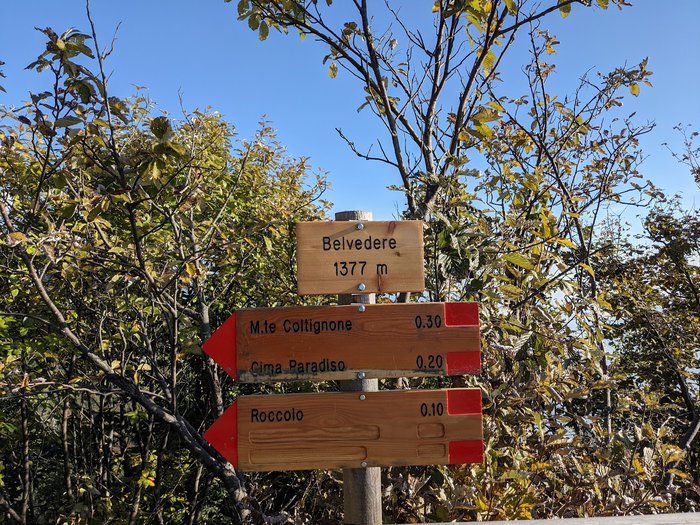 Belvedere
1377 m
M.te Coltignone 0.30
Cima Paradiso 0.20
Roccolo 0.10